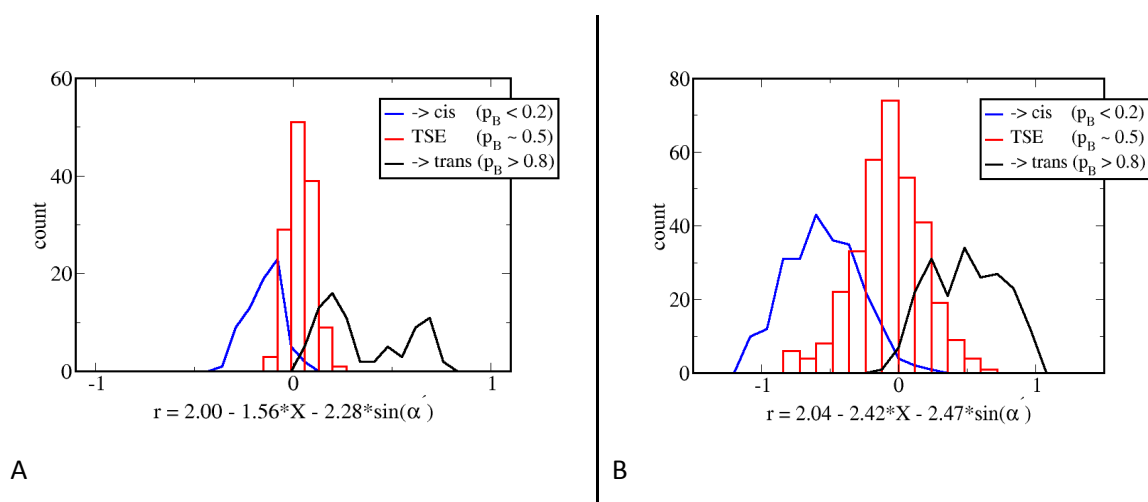 60
40
20
0
count
-1
0
1
-> cis (p_B < 0.2)
TSE (p_B ~ 0.5)
-> trans (p_B > 0.8)
r = 2.00 - 1.56*X - 2.28*sin(α´)
A
80
60
40
20
0
count
-1
0
1
-> cis (p_B < 0.2)
TSE (p_B ~ 0.5)
-> trans (p_B > 0.8)
r = 2.04 - 2.42*X - 2.47*sin(α´)
B